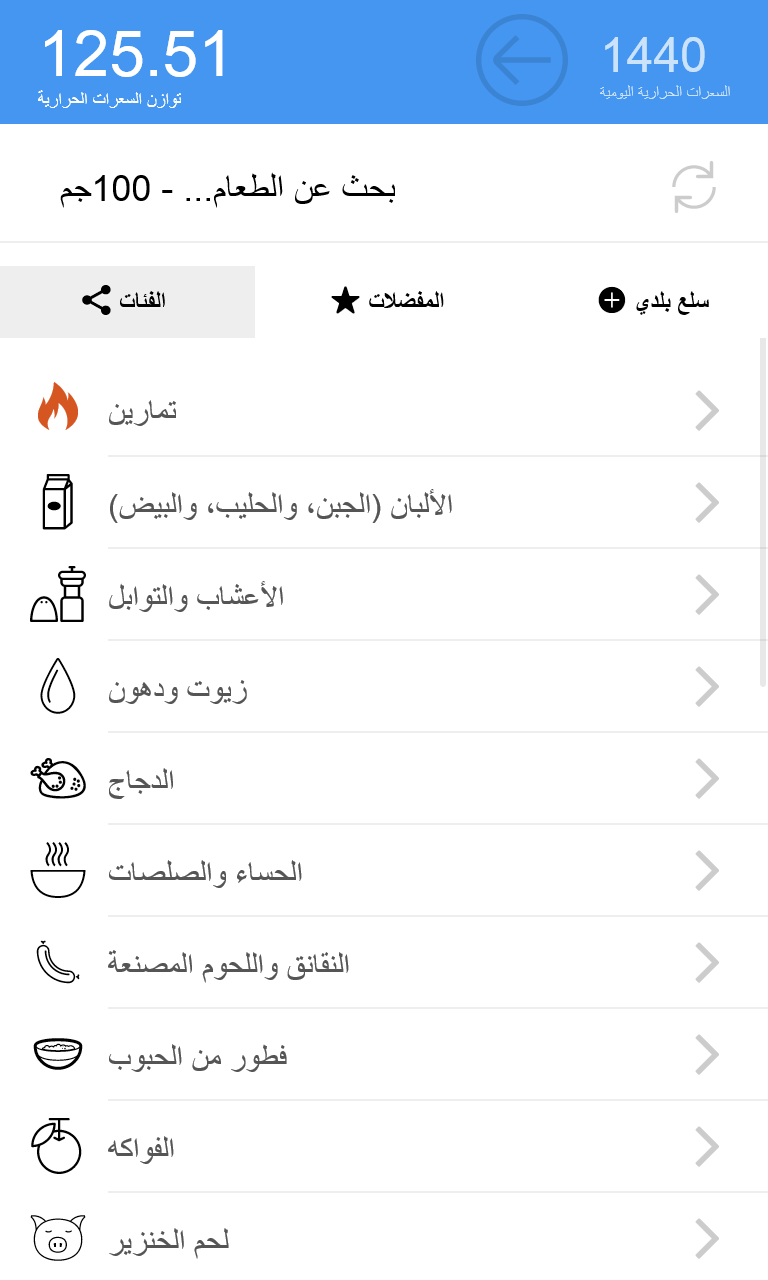 125.51
توازن السعرات الحرارية
1440
السعرات الحرارية اليومية
بحث عن الطعام... - 100جم
الفئات
المفضلات
سلع بلدي
تمارين
الألبان (الجبن، والحليب، والبيض)
الأعشاب والتوابل
زيوت ودهون
الدجاج
الحساء والصلصات
النقانق واللحوم المصنعة
فطور من الحبوب
الفواكه
لحم الخنزير